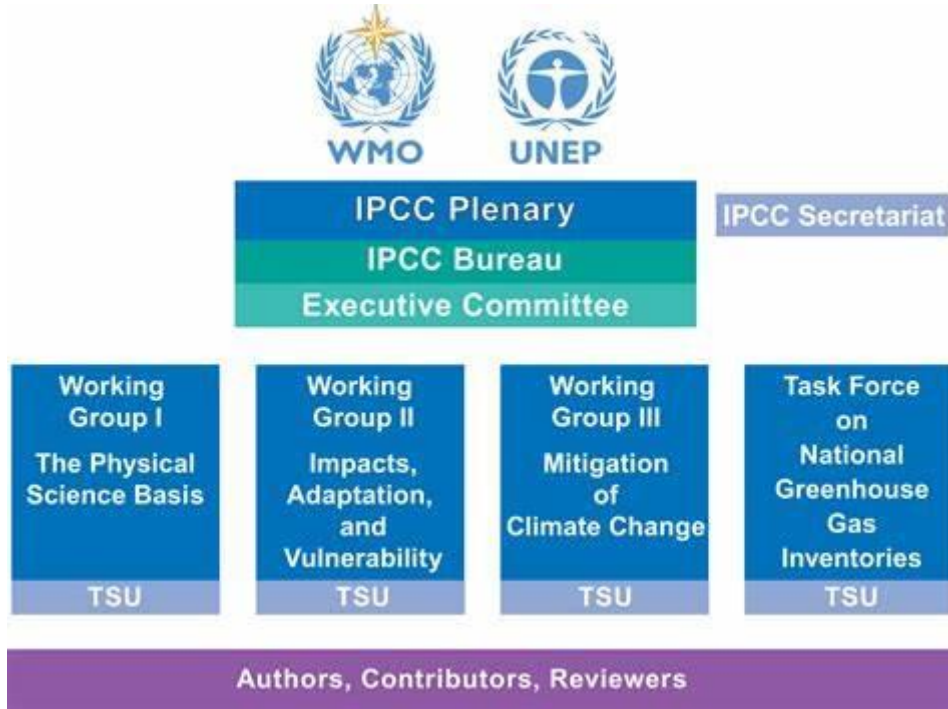 WMO
UNEP
IPCC Plenary
IPCC Secretariat
IPCC Bureau
Executive Committee
Working
Group I
The Physical
Science Basis
TSU
Working
Group II
Impacts,
Adaptation,
and
Vulnerability
TSU
Working
Group III
Mitigation
of
Climate Change
TSU
Task Force
on
National
Greenhouse
Gas
Inventories
TSU
Authors, Contributors, Reviewers